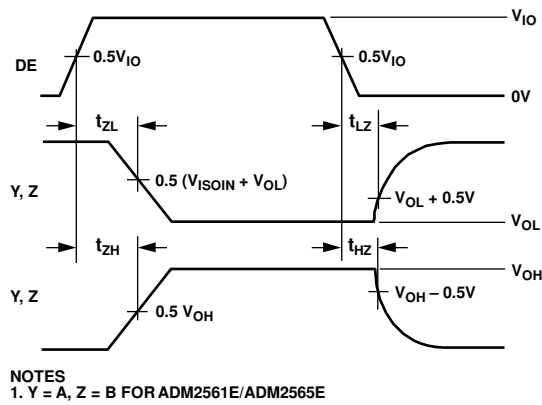 V_IO
DE
0.5V_IO
0.5V_IO
0V
t_ZL
t_LZ
Y, Z
0.5 (V_ISOIN + V_OL)
V_OL + 0.5V
V_OL
t_ZH
t_HZ
V_OH
Y, Z
0.5 V_OH
V_OH – 0.5V
NOTES
1. Y = A, Z = B FOR ADM2561E/ADM2565E